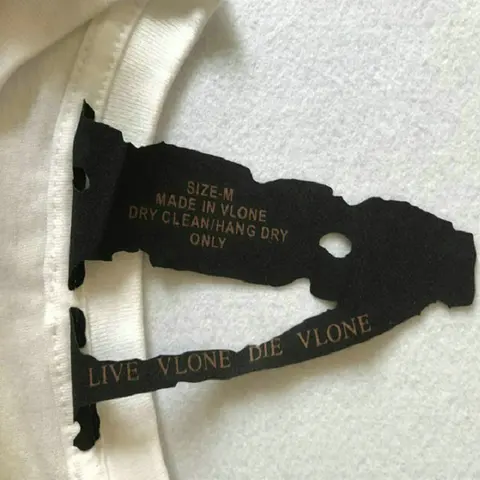 SIZE-M
MADE IN VLONE
DRY CLEAN/HANG DRY
ONLY
LIVE VLONE DIE VLONE